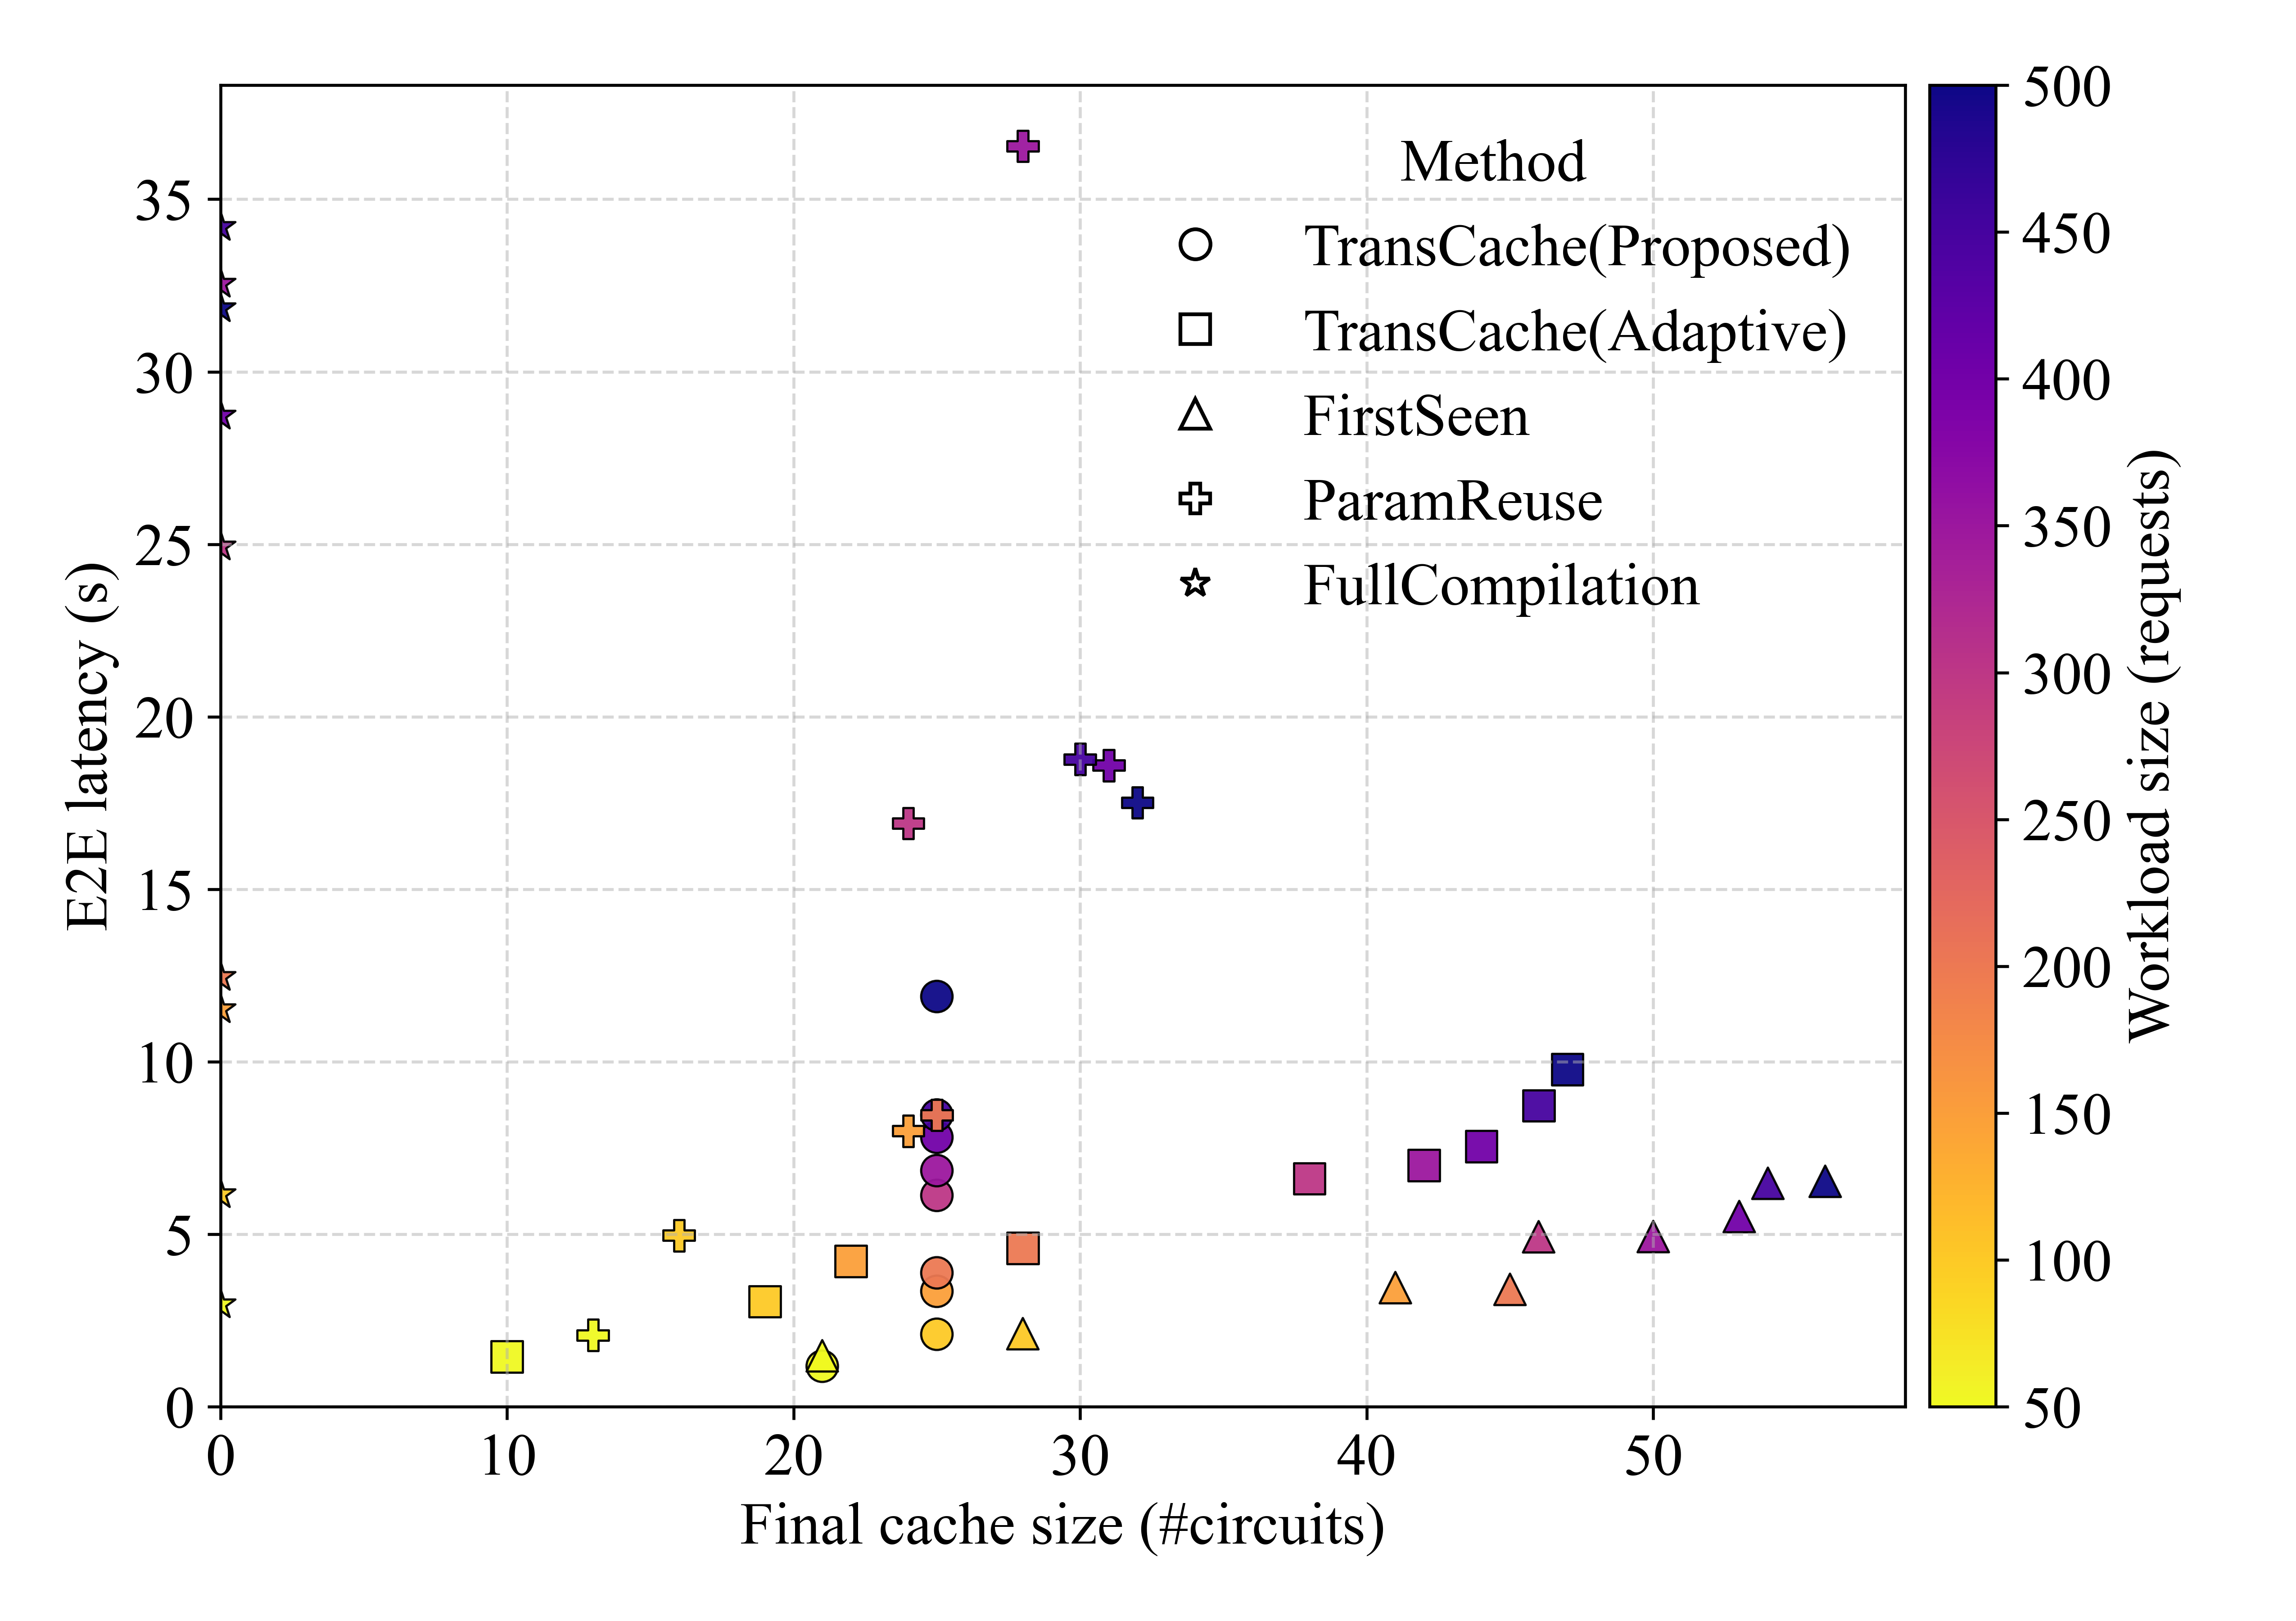 Method
TransCache(Proposed)
TransCache(Adaptive)
FirstSeen
ParamReuse
FullCompilation
E2E latency (s)
35
30
25
20
15
10
5
0
0 10 20 30 40 50
Final cache size (#circuits)
500
450
400
350
300
250
200
150
100
50
Workload size (requests)